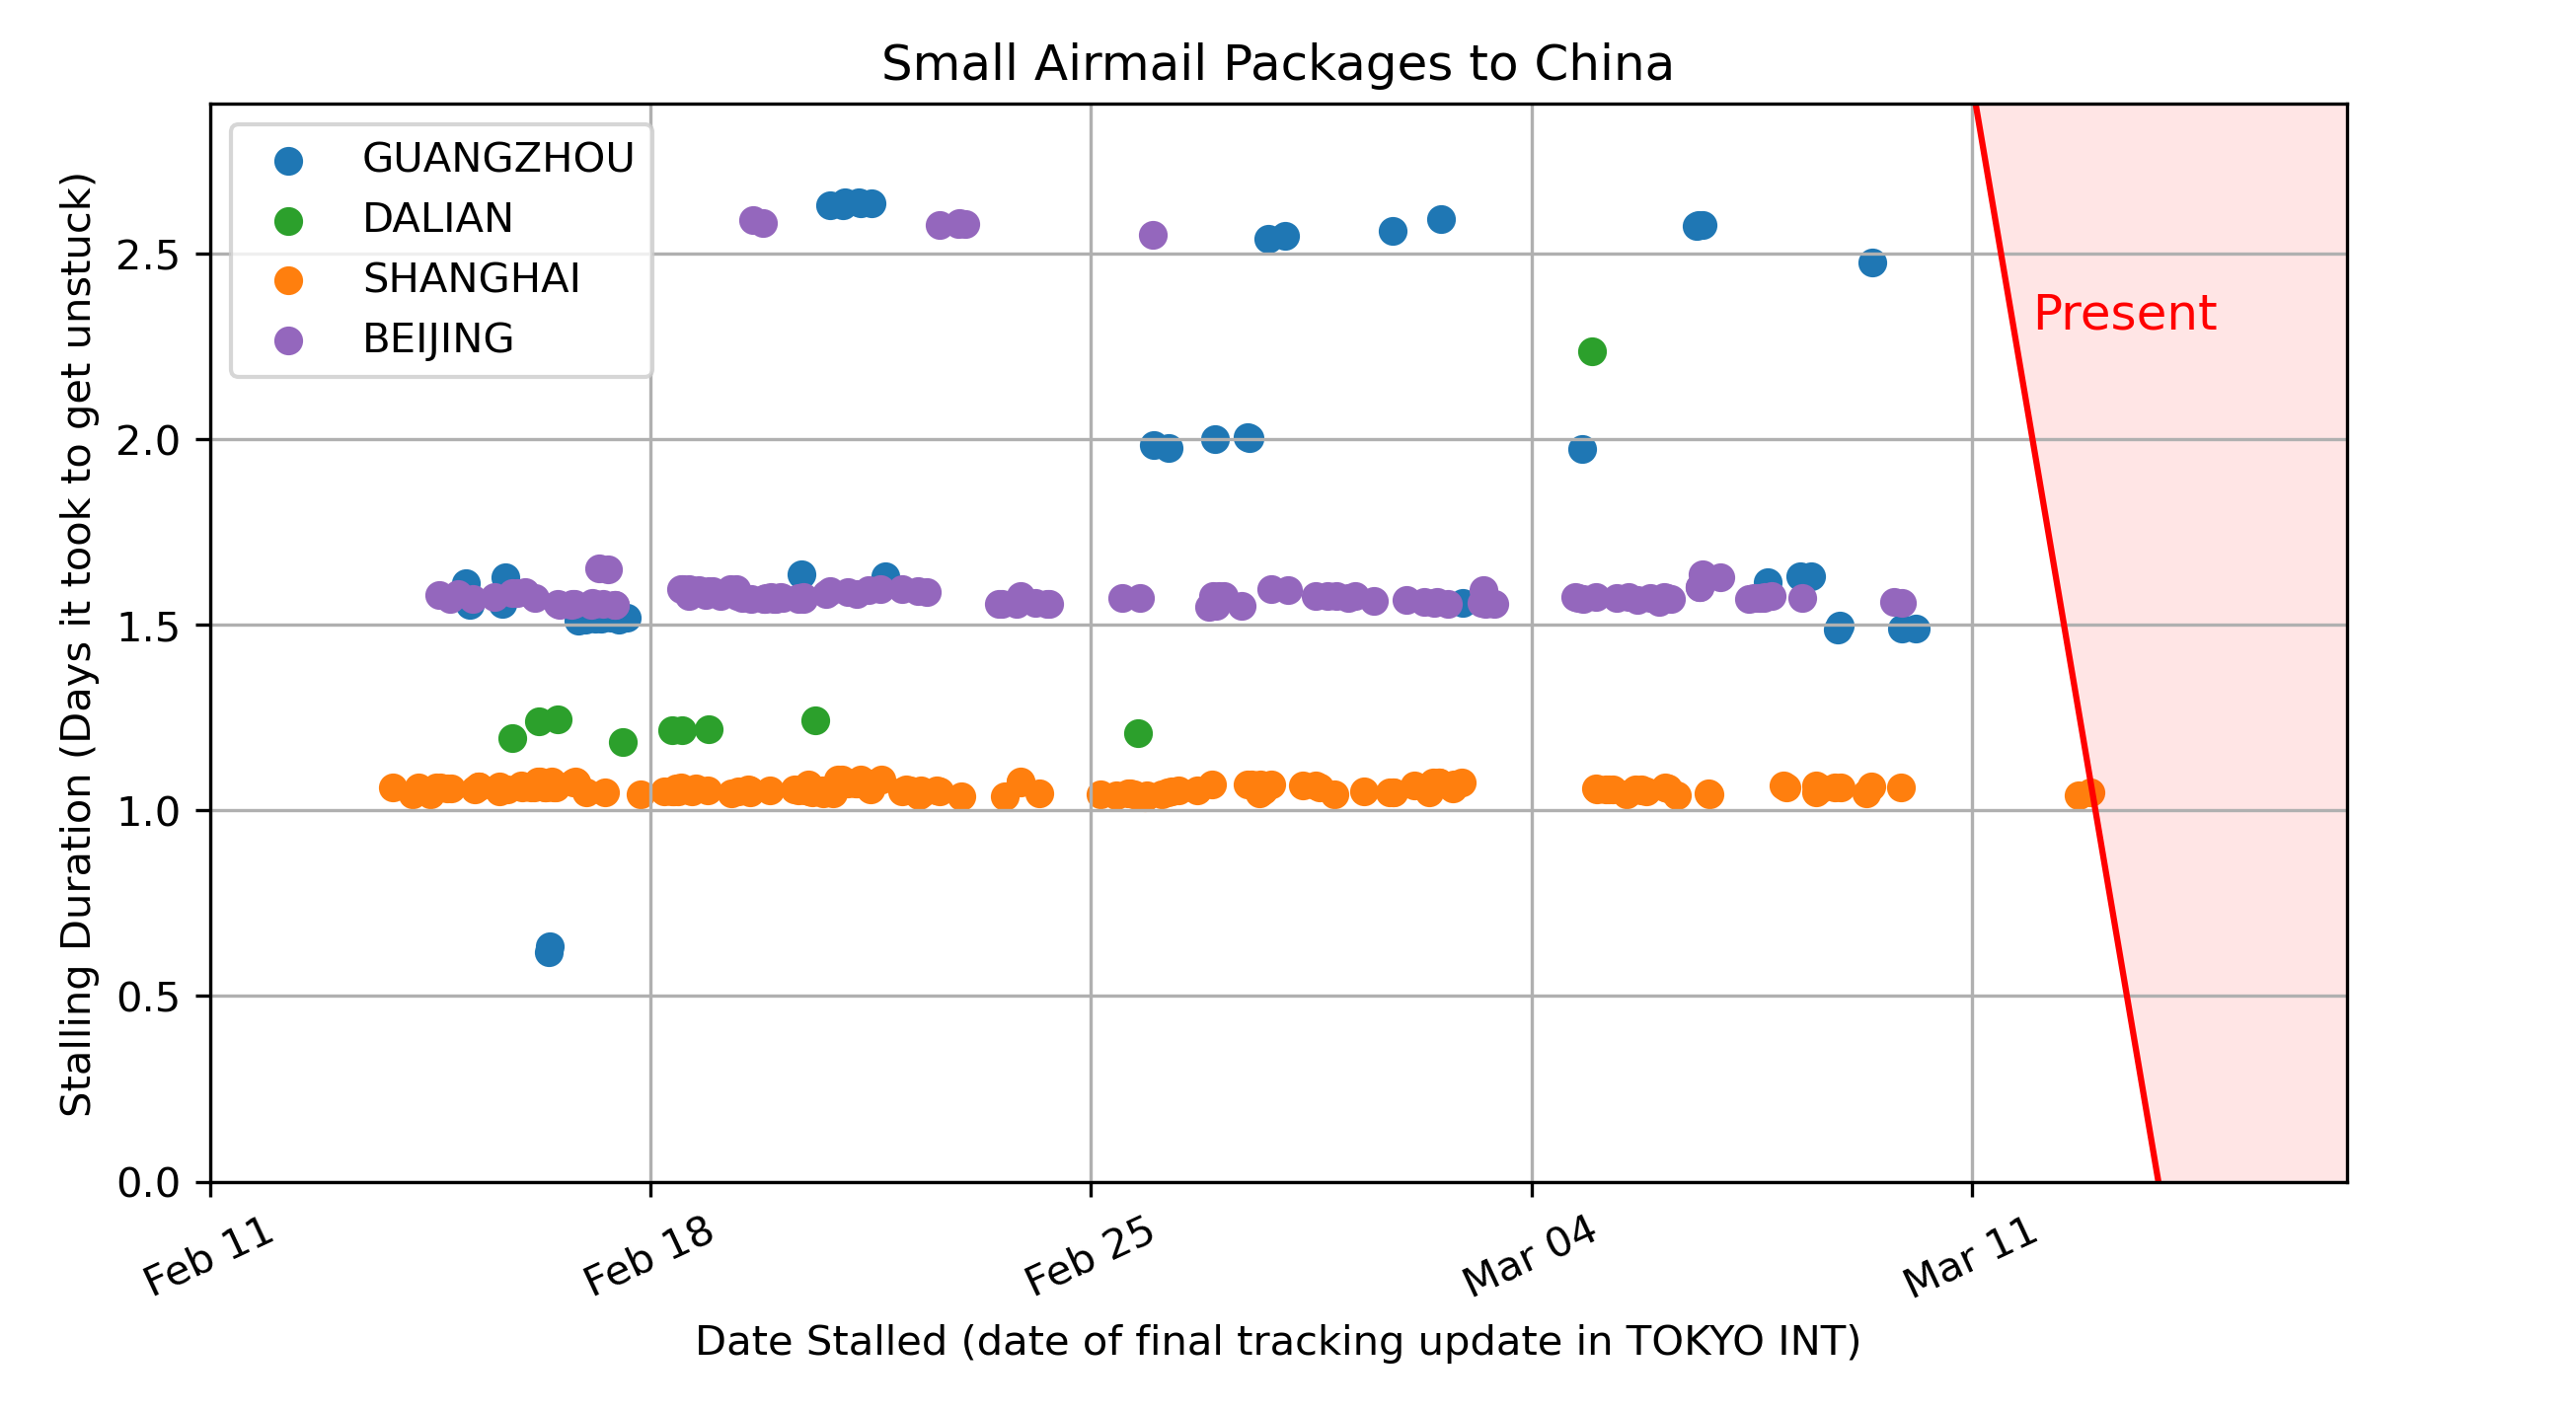 Small Airmail Packages to China
GUANGZHOU
DALIAN
SHANGHAI
BEIJING
Present
Stalling Duration (Days it took to get unstuck)
2.5
2.0
1.5
1.0
0.5
0.0
Feb 11
Feb 18
Feb 25
Mar 04
Mar 11
Date Stalled (date of final tracking update in TOKYO INT)